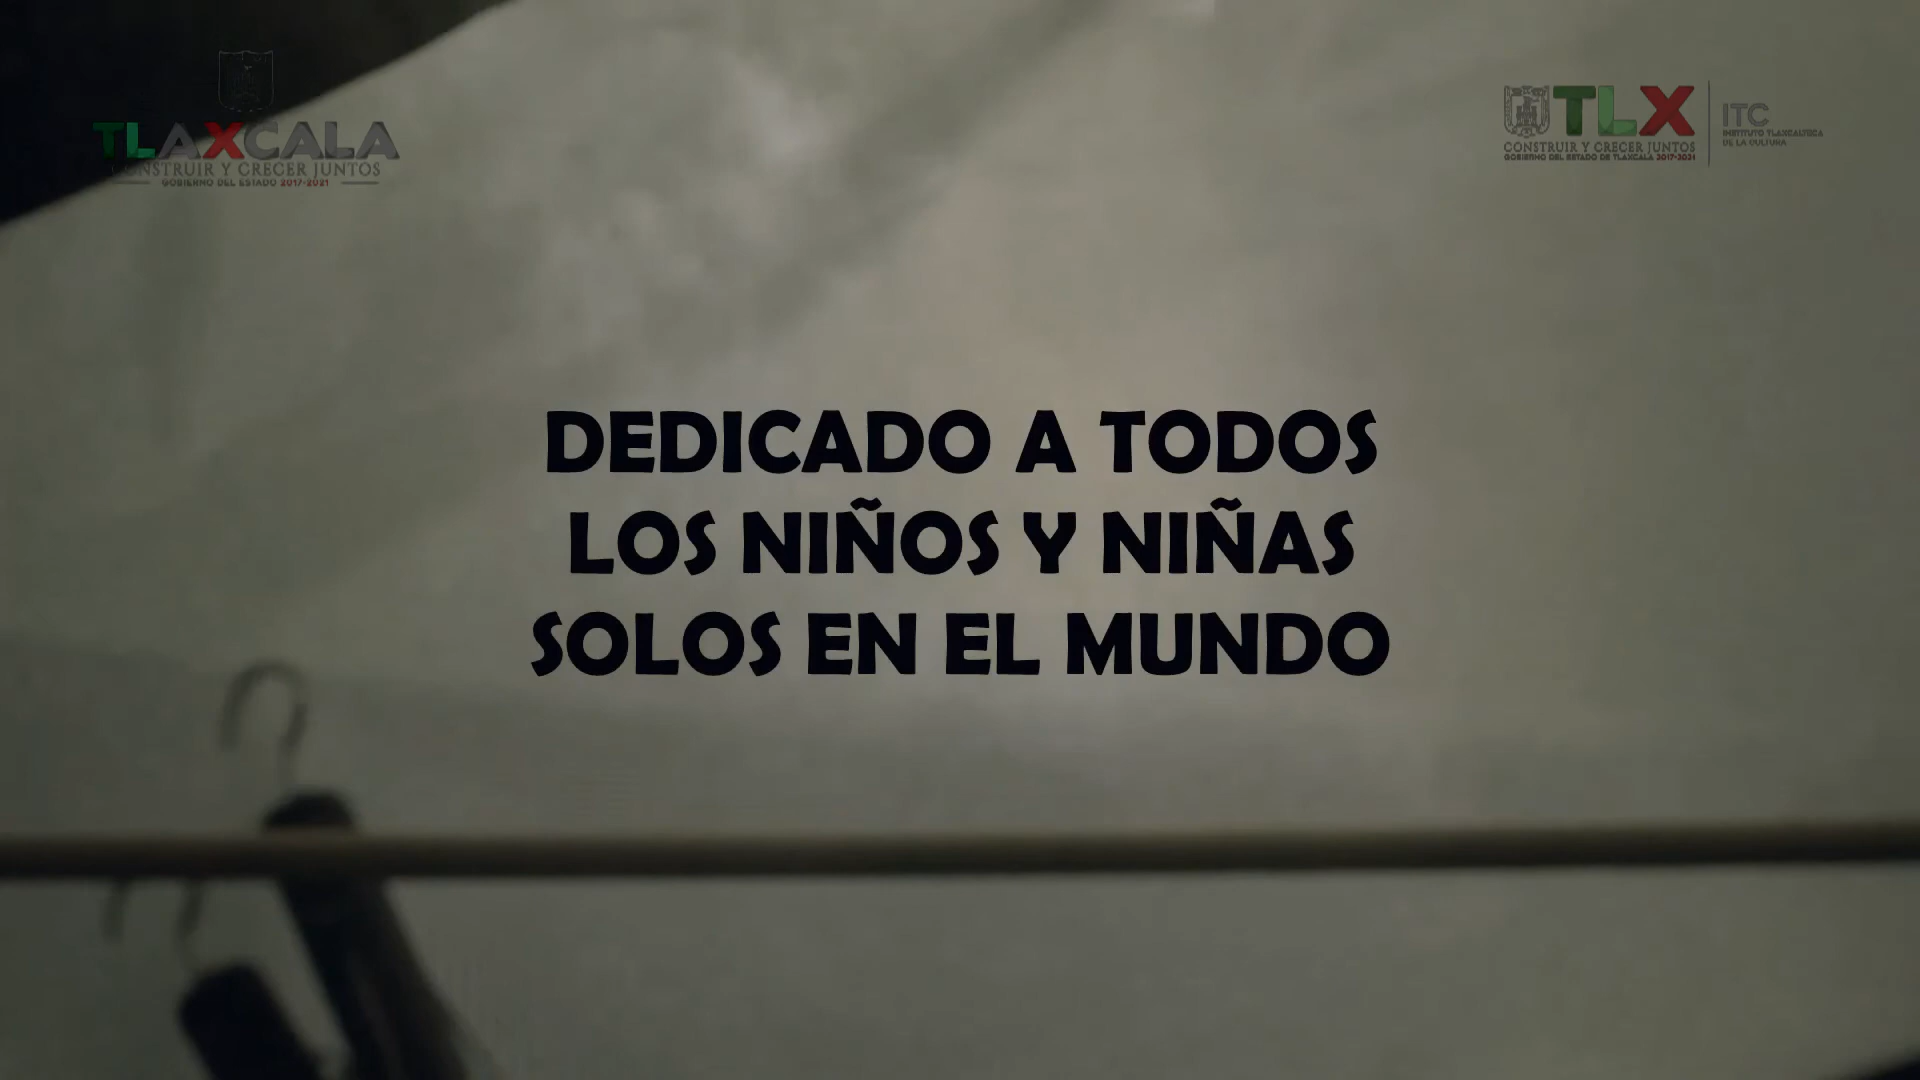 TLAXCALA
CONSTRUIR Y CRECER JUNTOS
GOBIERNO DEL ESTADO 2017-2021
TLX
CONSTRUIR Y CRECER JUNTOS
GOBIERNO DEL ESTADO DE TLAXCALA 2017-2021
ITC
INSTITUTO TLAXCALTECA
DE LA CULTURA
DEDICADO A TODOS
LOS NIÑOS Y NIÑAS
SOLOS EN EL MUNDO